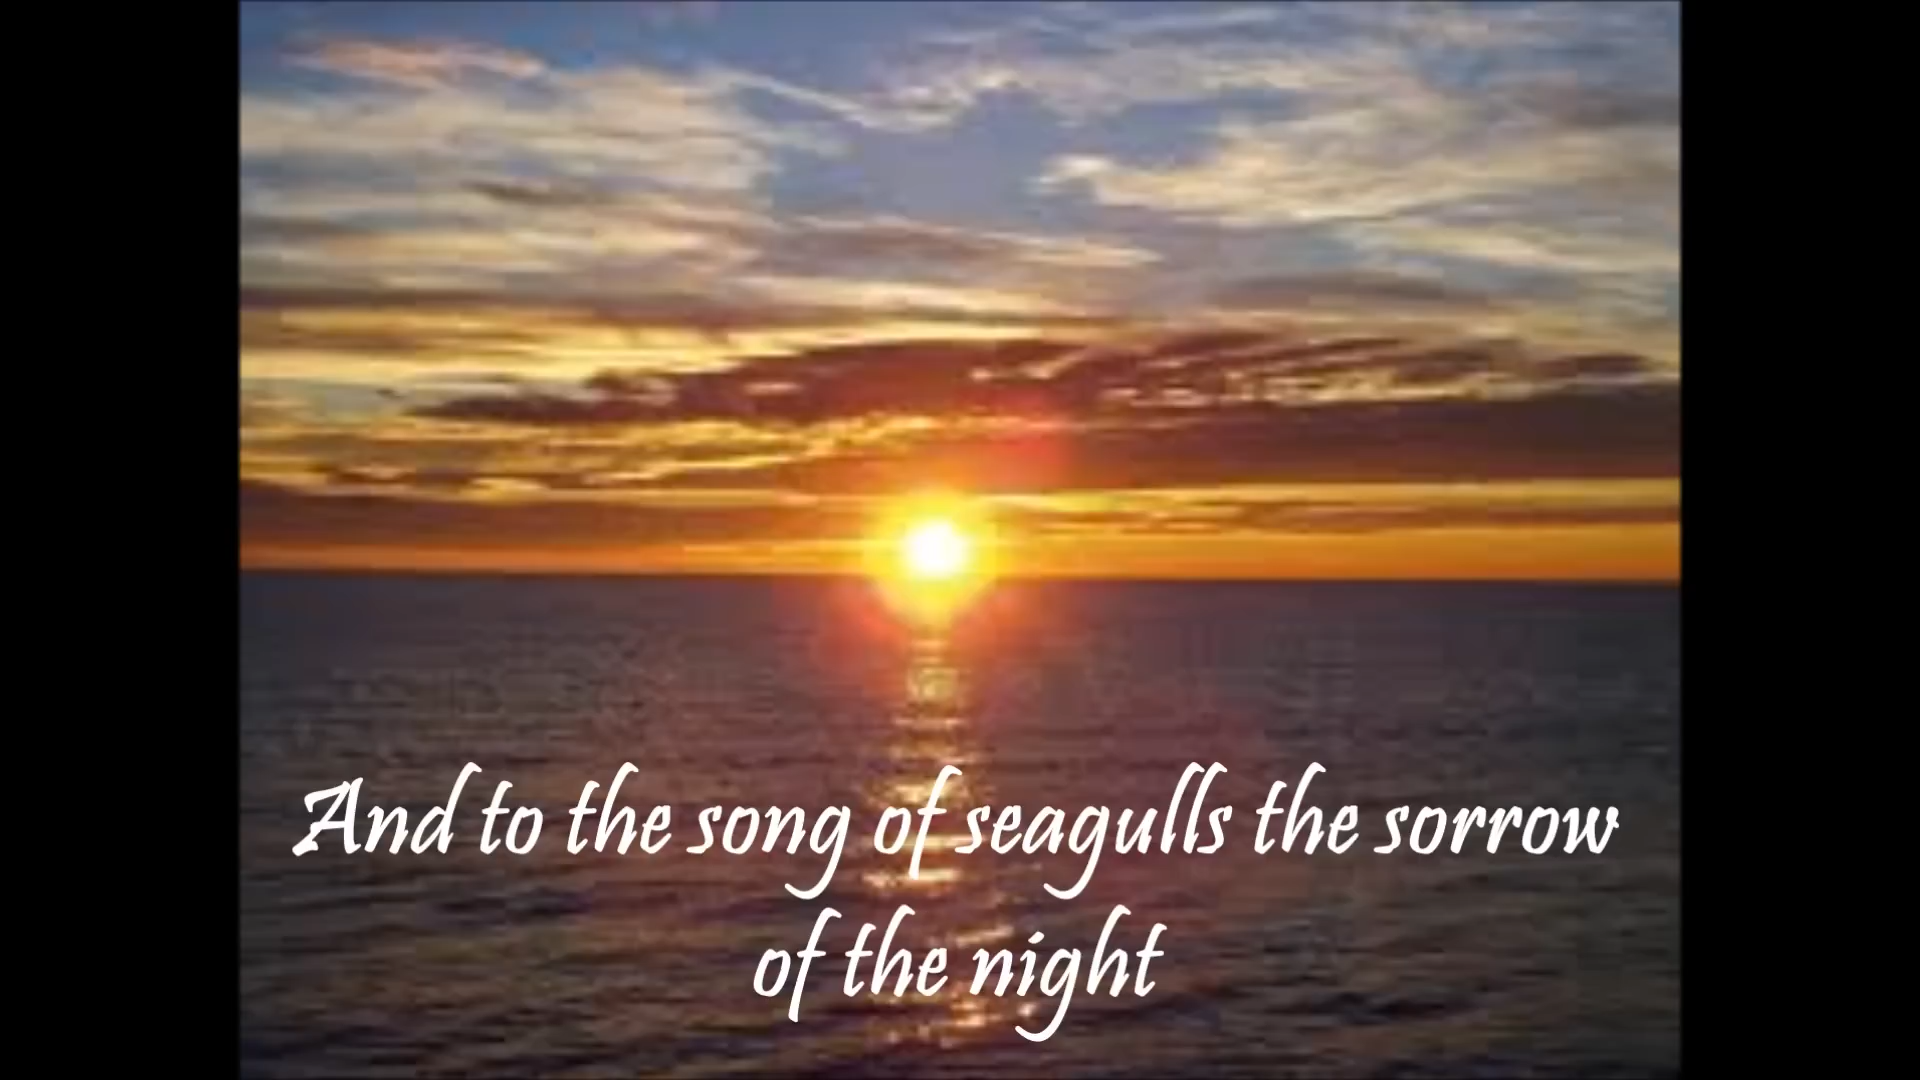 And to the song of seagulls the sorrow
of the night